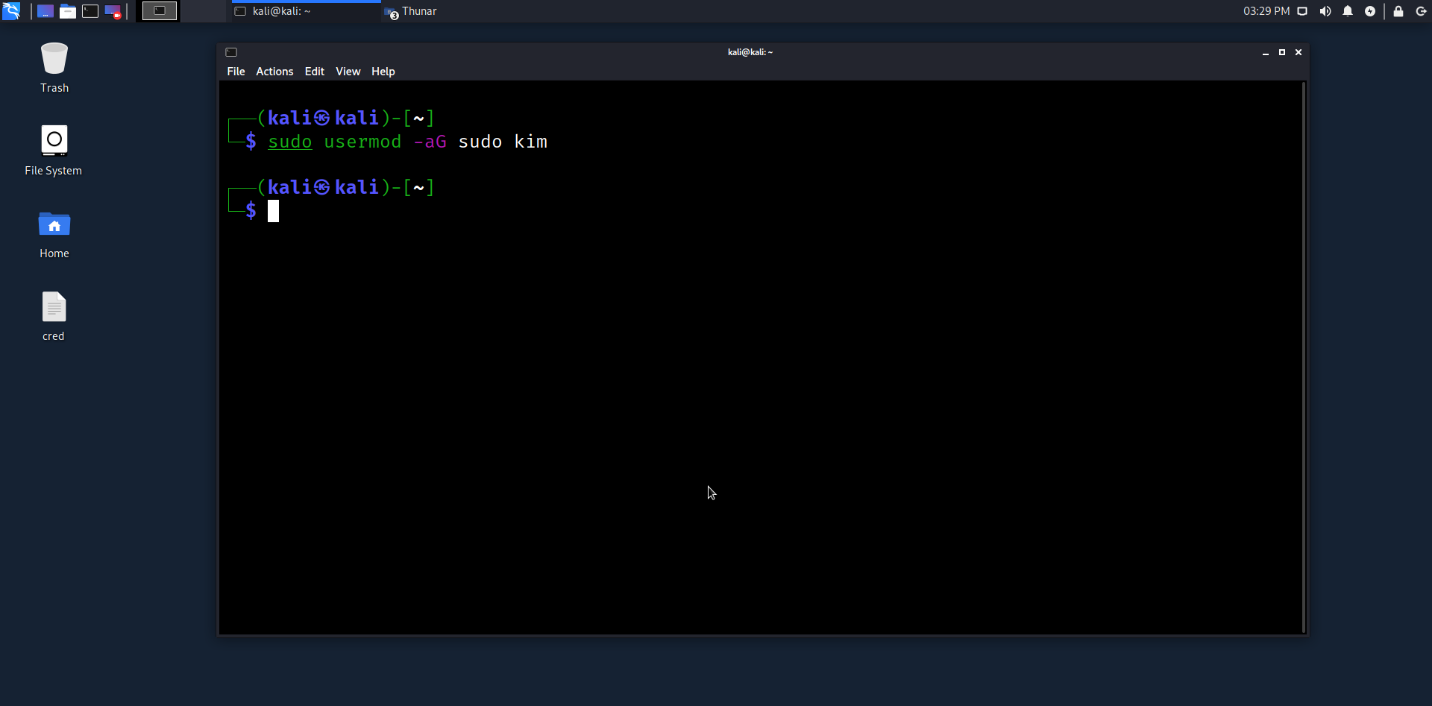 kali@kali: ~
3
Thunar
03:29 PM
kali@kali: ~
File Actions Edit View Help
Trash
File System
Home
cred
┌──(kali㉿kali)-[~]
└─$ sudo usermod -aG sudo kim
┌──(kali㉿kali)-[~]
└─$